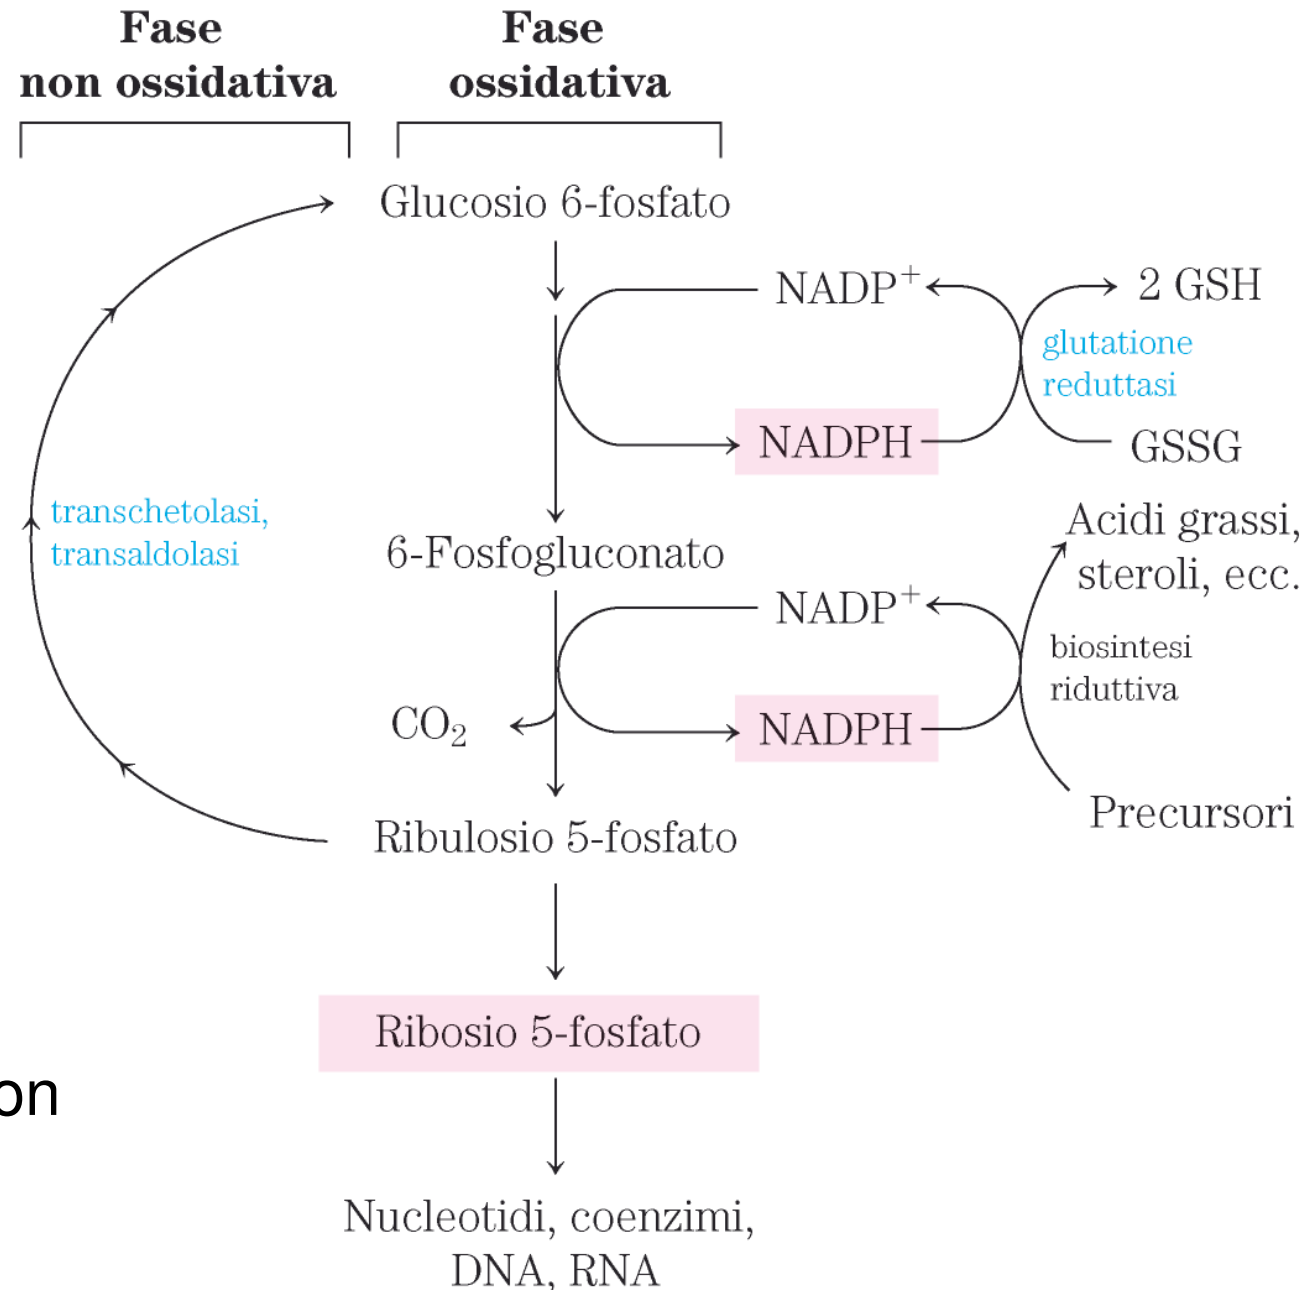 Fase
non ossidativa
Fase
ossidativa
Glucosio 6-fosfato
NADP+
2 GSH
glutatione
reduttasi
NADPH
GSSG
transchetolasi,
transaldolasi
6-Fosfogluconato
Acidi grassi,
steroli, ecc.
NADP+
biosintesi
riduttiva
CO2
NADPH
Precursori
Ribulosio 5-fosfato
Ribosio 5-fosfato
on
Nucleotidi, coenzimi,
DNA, RNA